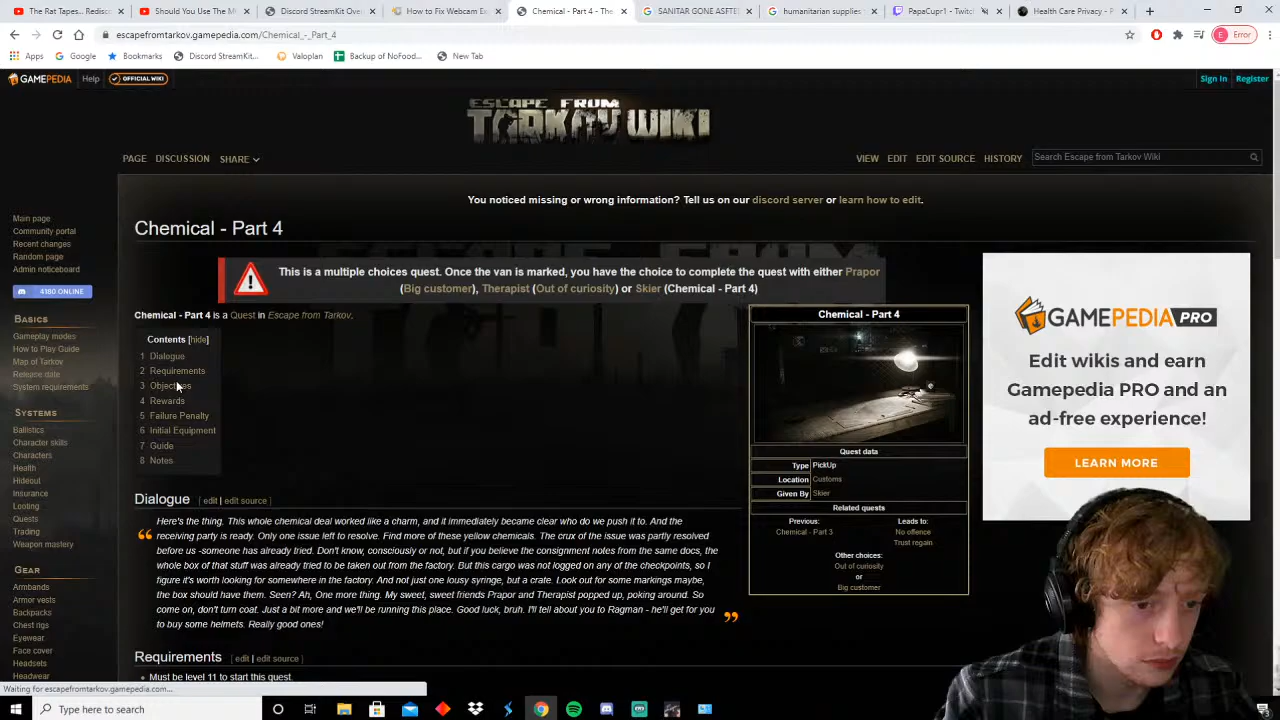 The Rat Tapes.. Redisco
Should You Use The M
Discord StreamKit Ove
How to Fix Webcam Big
Chemical - Part 4 - The
SANITAR GONE ASTE
humanitarian supplies
PapaCup1 - Twitch
Health Care Privacy - P
escapefromtarkov.gamepedia.com/Chemical_-_Part_4
Error
Apps
Google
Bookmarks
Discord StreamKit...
Valoplan
Backup of NoFood...
New Tab
GAMEPEDIA
Help
OFFICIAL WIKI
Sign In
Register
ESCAPE FROM
TARKOV WIKI
PAGE
DISCUSSION
SHARE
VIEW
EDIT
EDIT SOURCE
HISTORY
Search Escape from Tarkov Wiki
You noticed missing or wrong information? Tell us on our discord server or learn how to edit.
Main page
Community portal
Recent changes
Random page
Admin noticeboard
4180 ONLINE
BASICS
Gameplay modes
How to Play Guide
Map of Tarkov
Release date
System requirements
SYSTEMS
Ballistics
Character skills
Characters
Health
Hideout
Insurance
Looting
Quests
Trading
Weapon mastery
GEAR
Armbands
Armor vests
Backpacks
Chest rigs
Eyewear
Face cover
Headsets
Headwear
Chemical - Part 4
This is a multiple choices quest. Once the van is marked, you have the choice to complete the quest with either Prapor
(Big customer), Therapist (Out of curiosity) or Skier (Chemical - Part 4)
Chemical - Part 4 is a Quest in Escape from Tarkov.
Contents [hide]
1 Dialogue
2 Requirements
3 Objectives
4 Rewards
5 Failure Penalty
6 Initial Equipment
7 Guide
8 Notes
Chemical - Part 4
Quest data
Type PickUp
Location Customs
Given By Skier
Related quests
Previous:
Chemical - Part 3
Leads to:
No offence
Trust regain
Other choices:
Out of curiosity
or
Big customer
GAMEPEDIA PRO
Edit wikis and earn
Gamepedia PRO and an
ad-free experience!
LEARN MORE
Dialogue [ edit | edit source ]
Here's the thing. This whole chemical deal worked like a charm, and it immediately became clear who do we push it to. And the
receiving party is ready. Only one issue left to resolve. Find more of these yellow chemicals. The crux of the issue was partly resolved
before us -someone has already tried. Don't know, consciously or not, but if you believe the consignment notes from the same docs, the
whole box of that stuff was already tried to be taken out from the factory. But this cargo was not logged on any of the checkpoints, so I
figure it's worth looking for somewhere in the factory. And not just one lousy syringe, but a crate. Look out for some markings maybe,
the box should have them. Seen? Ah, One more thing. My sweet, sweet friends Prapor and Therapist popped up, poking around. So
come on, don't turn coat. Just a bit more and we'll be running this place. Good luck, bruh. I'll tell about you to Ragman - he'll get for you
to buy some helmets. Really good ones!
Requirements [ edit | edit source ]
Must be level 11 to start this quest.
Waiting for escapefromtarkov.gamepedia.com...
Type here to search